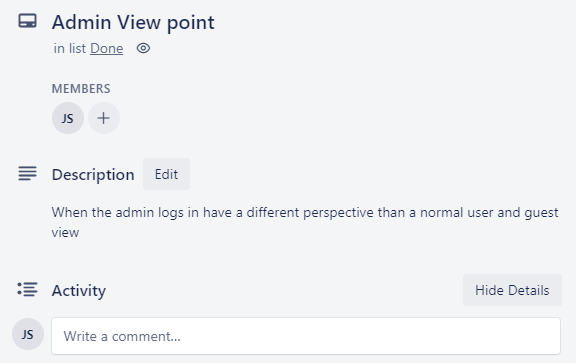 Admin View point
in list Done
MEMBERS
JS +
Description Edit
When the admin logs in have a different perspective than a normal user and guest
view
Activity Hide Details
JS Write a comment...